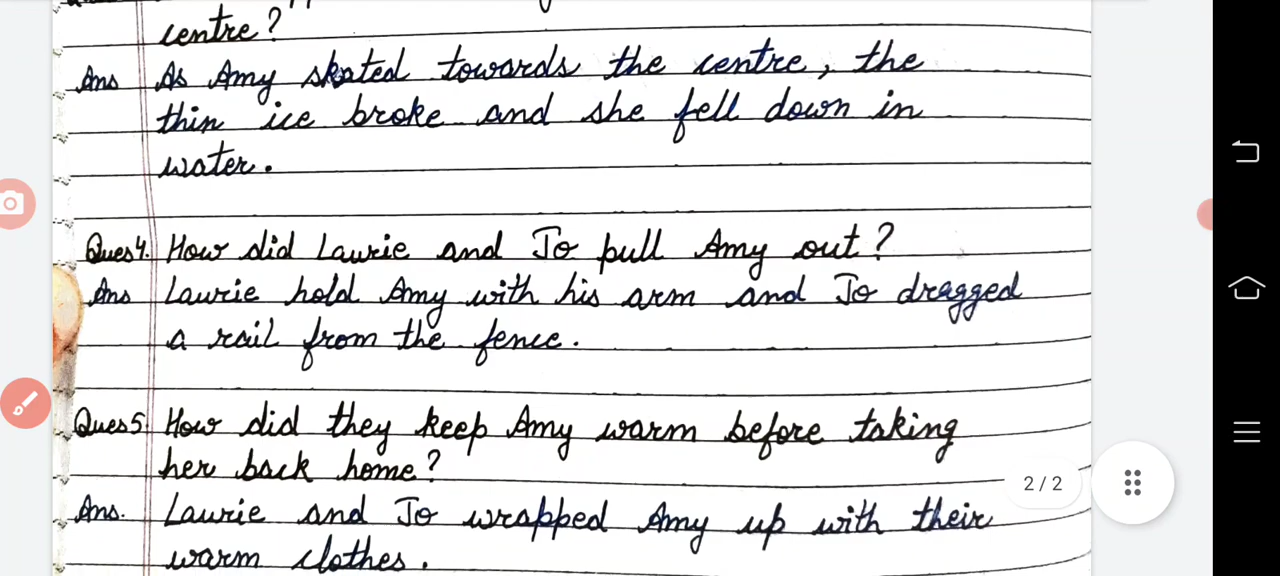 centre?
Ans As Amy skated towards the centre, the
thin ice broke and she fell down in
water.
Ques4. How did Laurie and Jo pull Amy out?
Ans Laurie hold Amy with his arm and Jo dragged
a rail from the fence.
Ques5. How did they keep Amy warm before taking
her back home?
Ans. Laurie and Jo wrapped Amy up with their
warm clothes.
2/2